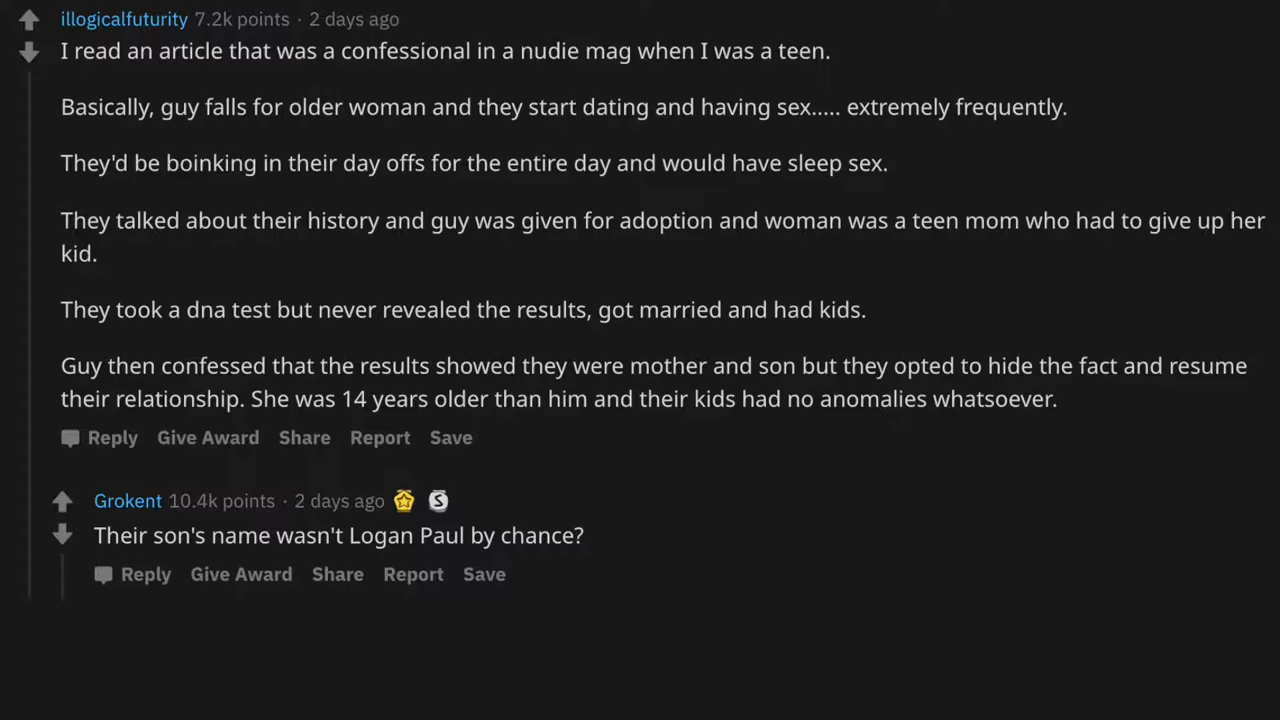 illogicalfuturity 7.2k points · 2 days ago
I read an article that was a confessional in a nudie mag when I was a teen.
Basically, guy falls for older woman and they start dating and having sex..... extremely frequently.
They'd be boinking in their day offs for the entire day and would have sleep sex.
They talked about their history and guy was given for adoption and woman was a teen mom who had to give up her
kid.
They took a dna test but never revealed the results, got married and had kids.
Guy then confessed that the results showed they were mother and son but they opted to hide the fact and resume
their relationship. She was 14 years older than him and their kids had no anomalies whatsoever.
Reply Give Award Share Report Save
Grokent 10.4k points · 2 days ago S
Their son's name wasn't Logan Paul by chance?
Reply Give Award Share Report Save